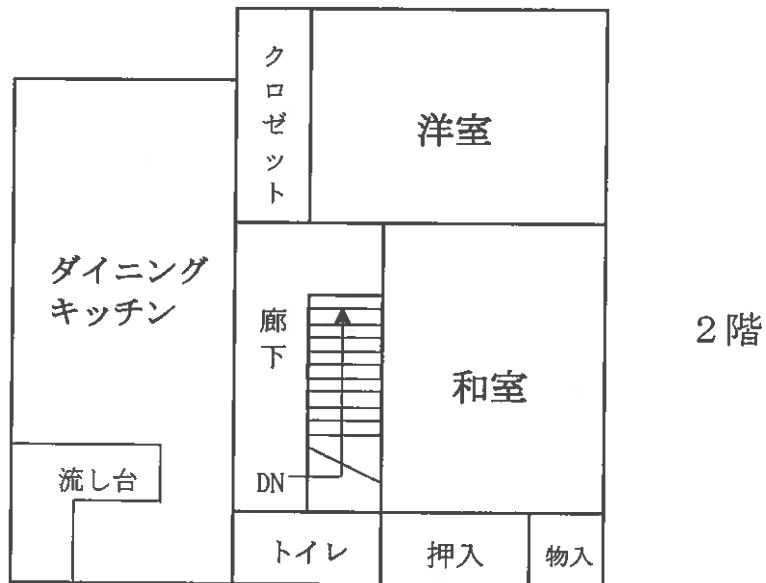 クロゼット
洋室
ダイニング
キッチン
廊下
和室
2階
流し台
DN
トイレ
押入
物入